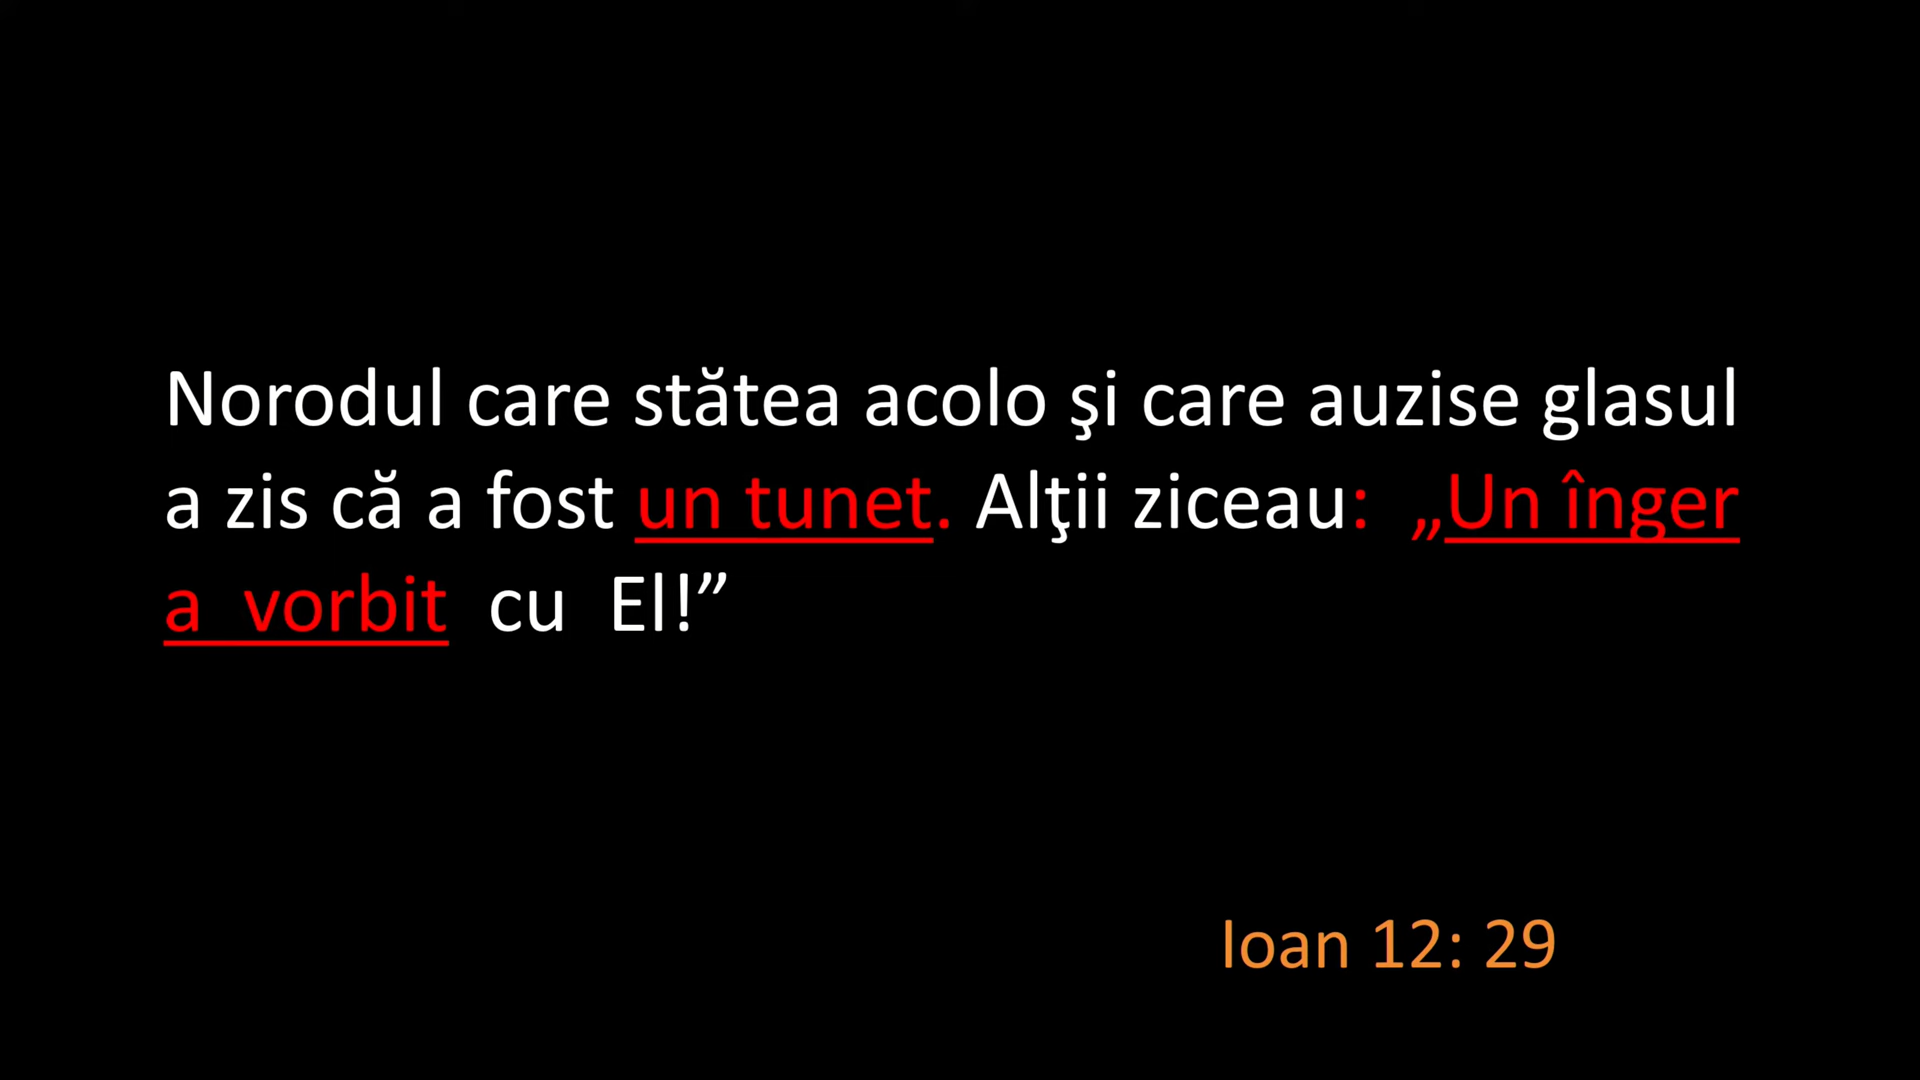 Norodul care stătea acolo şi care auzise glasul
a zis că a fost un tunet. Alţii ziceau: „Un înger
a vorbit cu El!”
Ioan 12: 29